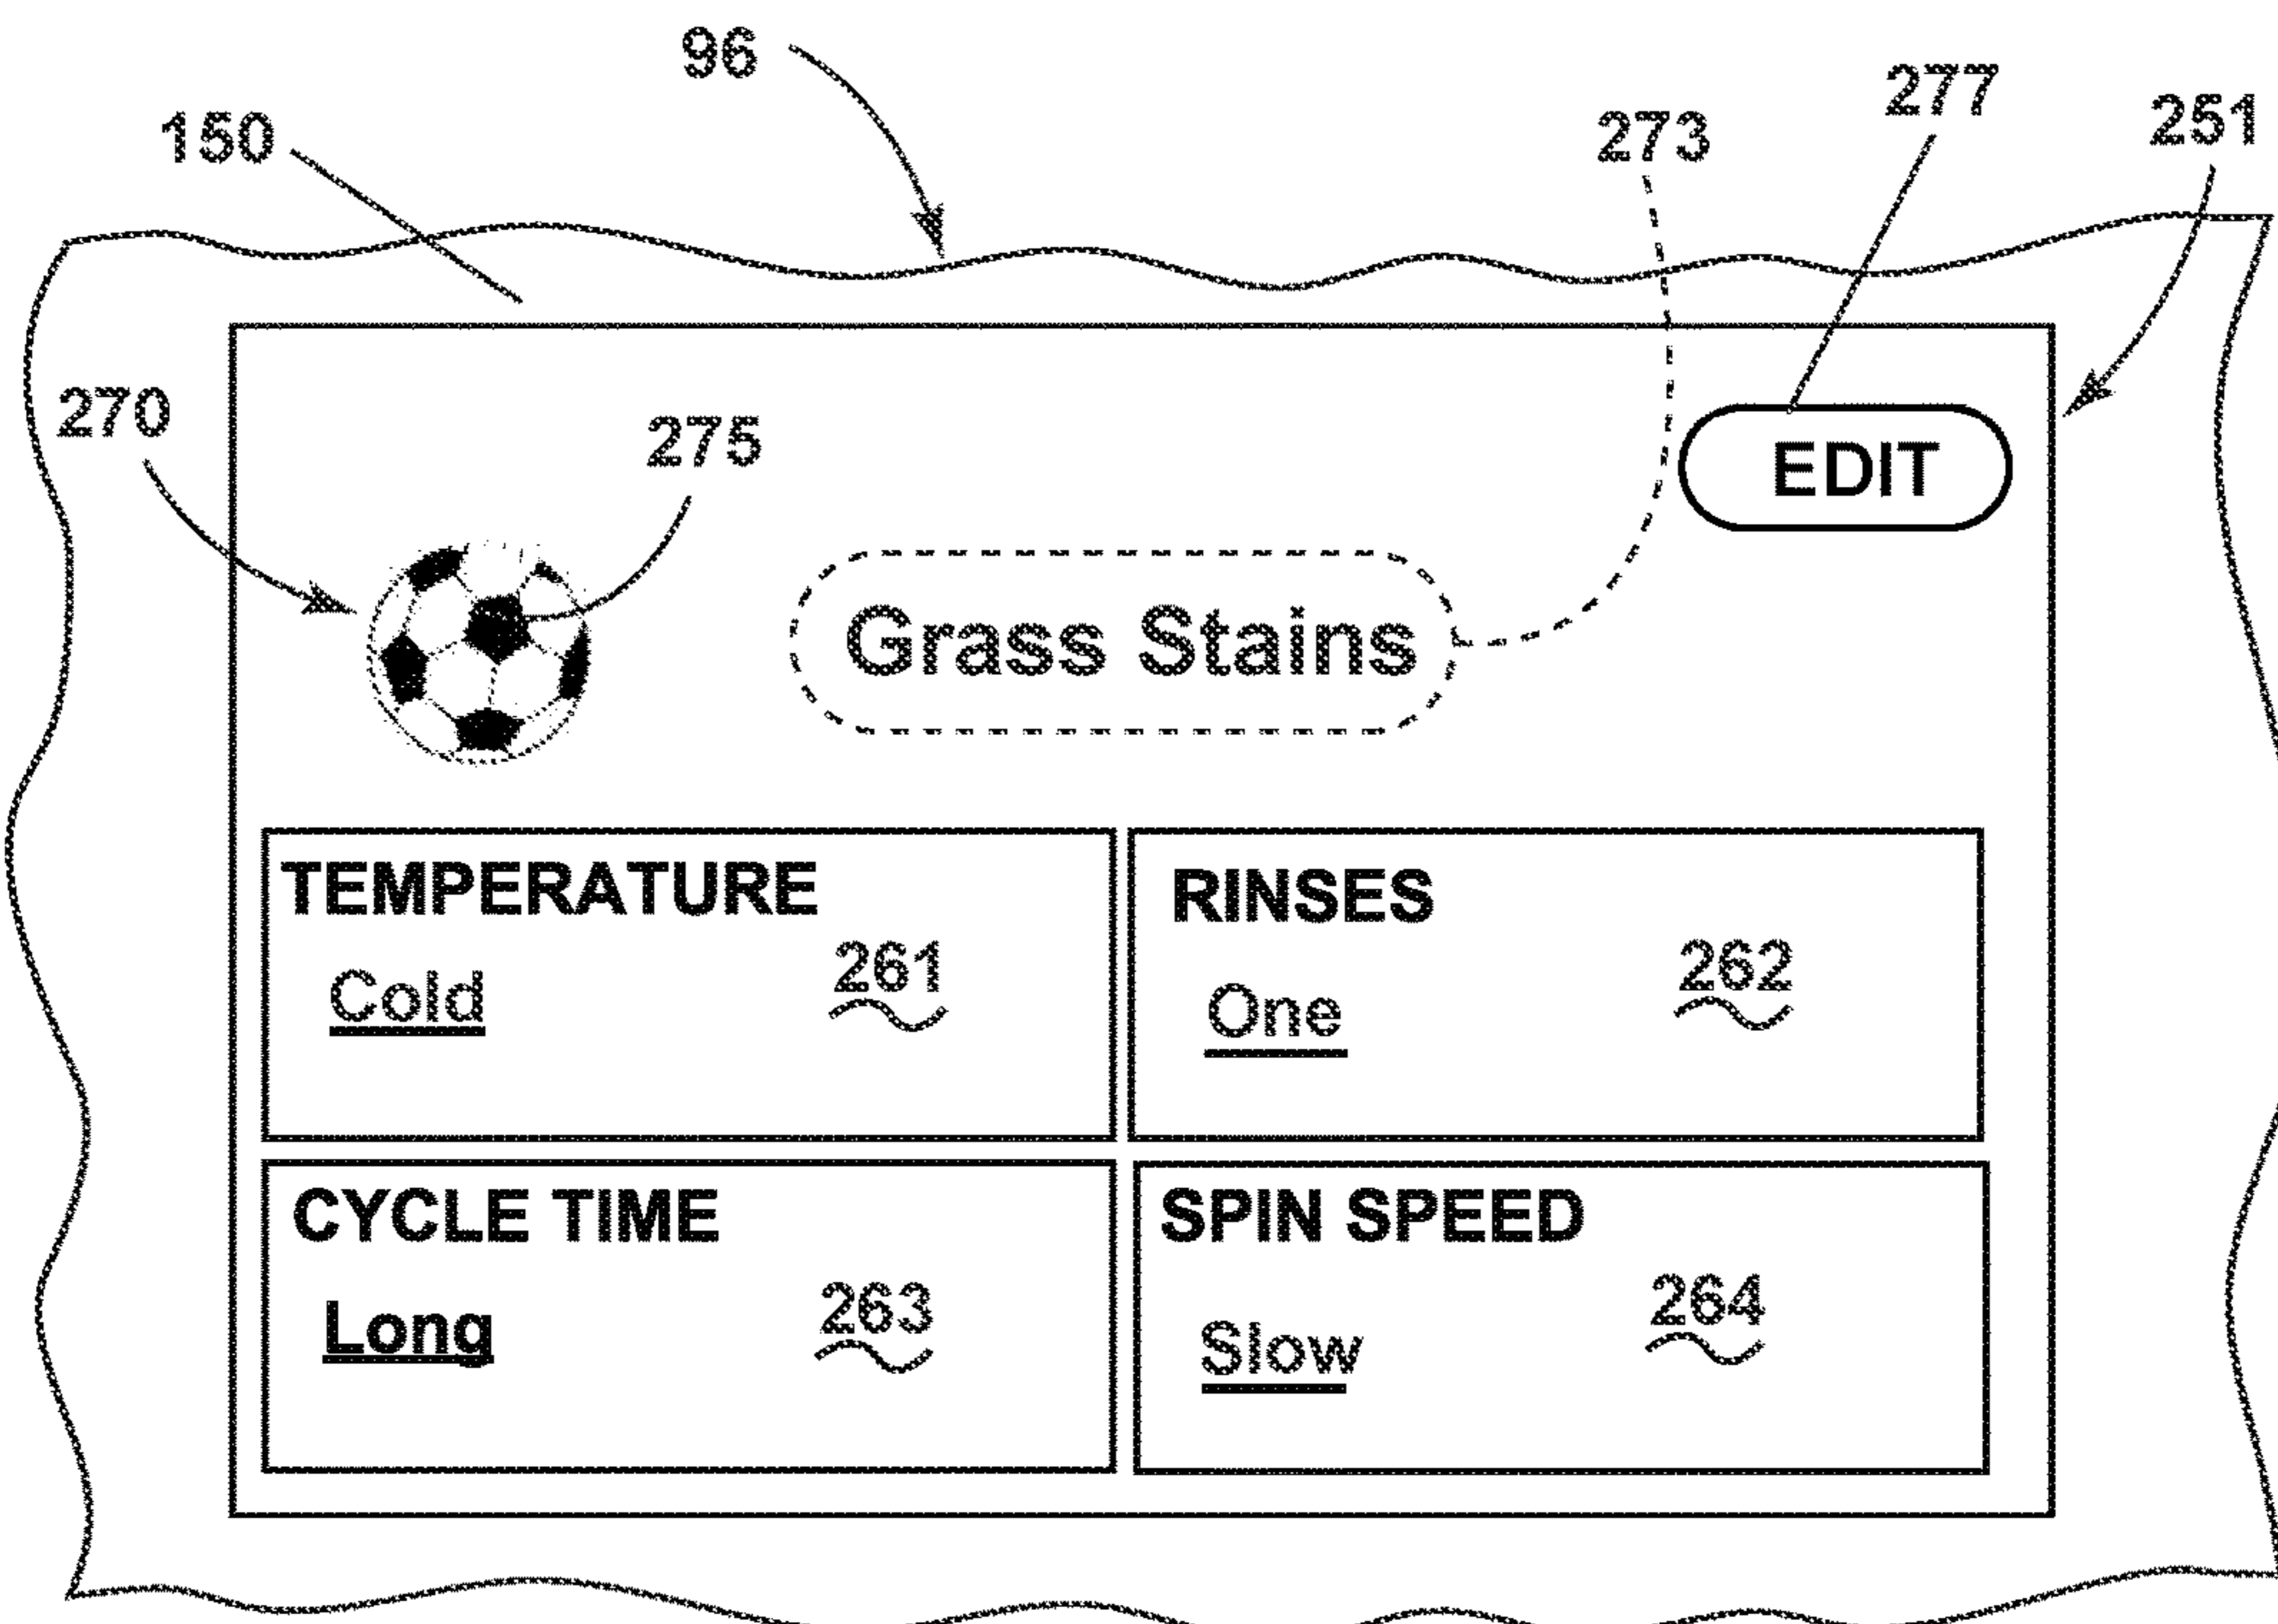 96
150
273
277
251
270
275
EDIT
Grass Stains
TEMPERATURE
Cold
261
RINSES
One
262
CYCLE TIME
Long
263
SPIN SPEED
Slow
264